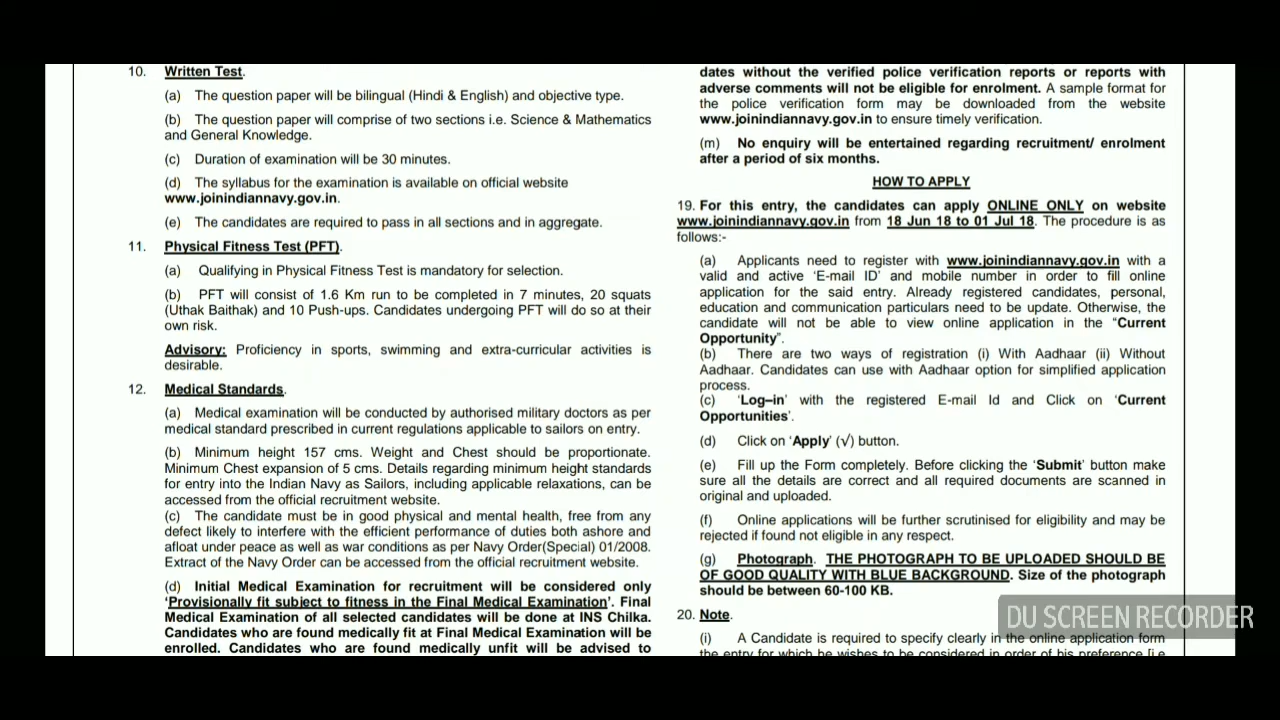 10. Written Test.
(a) The question paper will be bilingual (Hindi & English) and objective type.
(b) The question paper will comprise of two sections i.e. Science & Mathematics
and General Knowledge.
(c) Duration of examination will be 30 minutes.
(d) The syllabus for the examination is available on official website
www.joinindiannavy.gov.in.
(e) The candidates are required to pass in all sections and in aggregate.
11. Physical Fitness Test (PFT).
(a) Qualifying in Physical Fitness Test is mandatory for selection.
(b) PFT will consist of 1.6 Km run to be completed in 7 minutes, 20 squats
(Uthak Baithak) and 10 Push-ups. Candidates undergoing PFT will do so at their
own risk.
Advisory: Proficiency in sports, swimming and extra-curricular activities is
desirable.
12. Medical Standards.
(a) Medical examination will be conducted by authorised military doctors as per
medical standard prescribed in current regulations applicable to sailors on entry.
(b) Minimum height 157 cms. Weight and Chest should be proportionate.
Minimum Chest expansion of 5 cms. Details regarding minimum height standards
for entry into the Indian Navy as Sailors, including applicable relaxations, can be
accessed from the official recruitment website.
(c) The candidate must be in good physical and mental health, free from any
defect likely to interfere with the efficient performance of duties both ashore and
afloat under peace as well as war conditions as per Navy Order(Special) 01/2008.
Extract of the Navy Order can be accessed from the official recruitment website.
(d) Initial Medical Examination for recruitment will be considered only
'Provisionally fit subject to fitness in the Final Medical Examination'. Final
Medical Examination of all selected candidates will be done at INS Chilka.
Candidates who are found medically fit at Final Medical Examination will be
enrolled. Candidates who are found medically unfit will be advised to
dates without the verified police verification reports or reports with
adverse comments will not be eligible for enrolment. A sample format for
the police verification form may be downloaded from the website
www.joinindiannavy.gov.in to ensure timely verification.
(m) No enquiry will be entertained regarding recruitment/ enrolment
after a period of six months.
HOW TO APPLY
19. For this entry, the candidates can apply ONLINE ONLY on website
www.joinindiannavy.gov.in from 18 Jun 18 to 01 Jul 18. The procedure is as
follows:-
(a) Applicants need to register with www.joinindiannavy.gov.in with a
valid and active 'E-mail ID' and mobile number in order to fill online
application for the said entry. Already registered candidates, personal,
education and communication particulars need to be update. Otherwise, the
candidate will not be able to view online application in the "Current
Opportunity".
(b) There are two ways of registration (i) With Aadhaar (ii) Without
Aadhaar. Candidates can use with Aadhaar option for simplified application
process.
(c) 'Log–in' with the registered E-mail Id and Click on 'Current
Opportunities'.
(d) Click on 'Apply' (√) button.
(e) Fill up the Form completely. Before clicking the 'Submit' button make
sure all the details are correct and all required documents are scanned in
original and uploaded.
(f) Online applications will be further scrutinised for eligibility and may be
rejected if found not eligible in any respect.
(g) Photograph. THE PHOTOGRAPH TO BE UPLOADED SHOULD BE
OF GOOD QUALITY WITH BLUE BACKGROUND. Size of the photograph
should be between 60-100 KB.
20. Note.
(i) A Candidate is required to specify clearly in the online application form
the entry for which he wishes to be considered in order of his preference [i.e
DU SCREEN RECORDER